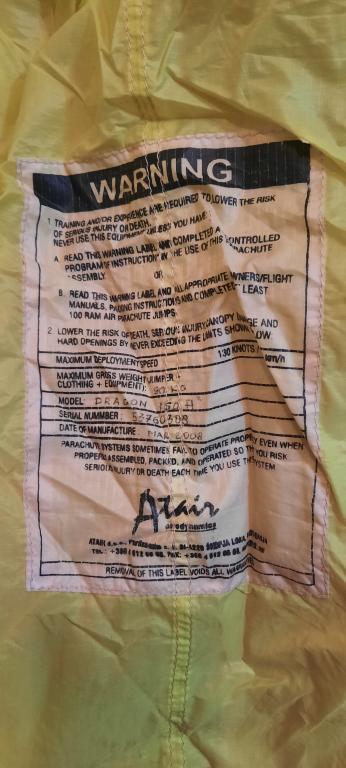 WARNING
1. TRAINING AND/OR EXPERIENCE ARE REQUIRED TO LOWER THE RISK
OF SERIOUS INJURY OR DEATH.
NEVER USE THIS EQUIPMENT UNLESS YOU HAVE:
A. READ THIS WARNING LABEL AND COMPLETED A CONTROLLED
PROGRAM OF INSTRUCTION IN THE USE OF THIS PARACHUTE
ASSEMBLY.
OR
B. READ THIS WARNING LABEL AND ALL APPROPRIATE OWNERS/FLIGHT
MANUALS, PACKING INSTRUCTIONS AND COMPLETED LEAST
100 RAM AIR PARACHUTE JUMPS.
2. LOWER THE RISK OF DEATH, SERIOUS INJURY CANOPY AND
HARD OPENINGS BY NEVER EXCEEDING THE LIMITS SHOWN
MAXIMUM DEPLOYMENT SPEED 130 KNOTS
MAXIMUM GROSS WEIGHT (JUMPER +
CLOTHING + EQUIPMENT):
MODEL: DRAGON
SERIAL NUMMBER:
DATE OF MANUFACTURE: MAR 2008
PARACHUTE SYSTEMS SOMETIMES FAIL TO OPERATE PROPERLY EVEN WHEN
PROPERLY ASSEMBLED, PACKED, AND OPERATED SO THE YOU RISK
SERIOUS INJURY OR DEATH EACH TIME YOU USE THE SYSTEM
Atair
aerodynamics
ATAIR
REMOVAL OF THIS LABEL VOIDS ALL